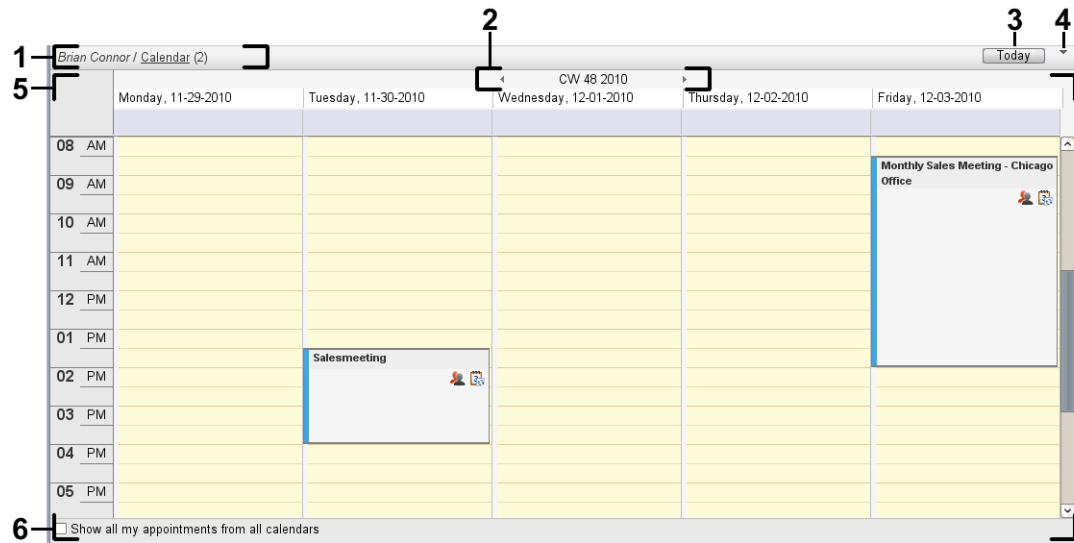 2
3
4
1
Brian Connor / Calendar (2)
Today
5
CW 48 2010
Monday, 11-29-2010
Tuesday, 11-30-2010
Wednesday, 12-01-2010
Thursday, 12-02-2010
Friday, 12-03-2010
08 AM
Monthly Sales Meeting - Chicago
Office
09 AM
10 AM
11 AM
12 PM
01 PM
Salesmeeting
02 PM
03 PM
04 PM
05 PM
6
Show all my appointments from all calendars